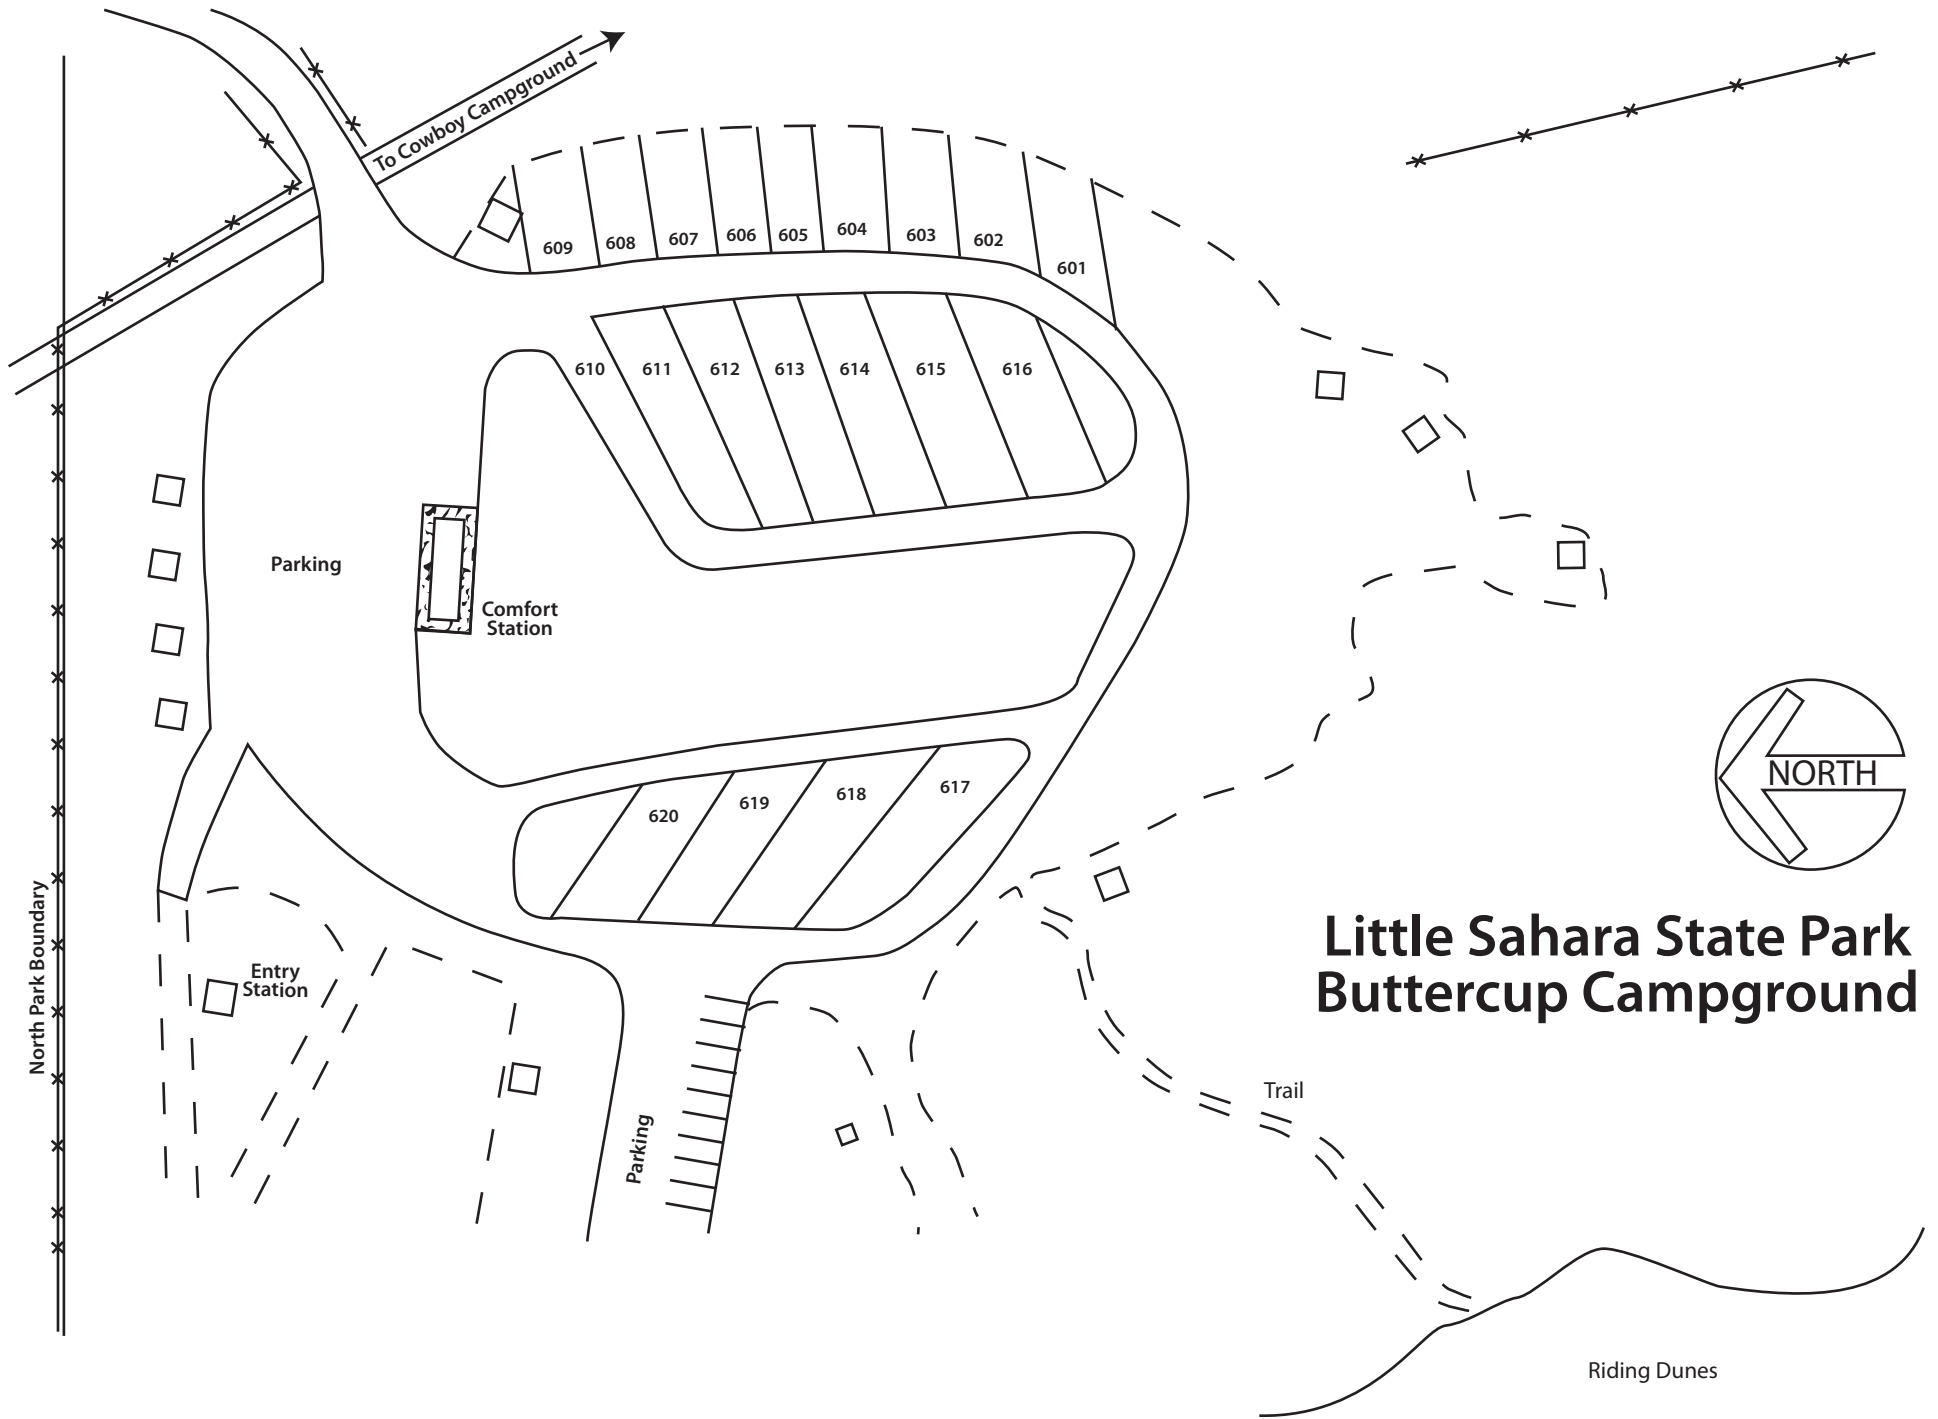 To Cowboy Campground
609
608
607
606
605
604
603
602
601
610
611
612
613
614
615
616
Parking
Comfort
Station
NORTH
617
618
619
620
North Park Boundary
Entry
Station
Little Sahara State Park
Buttercup Campground
Parking
Trail
Riding Dunes